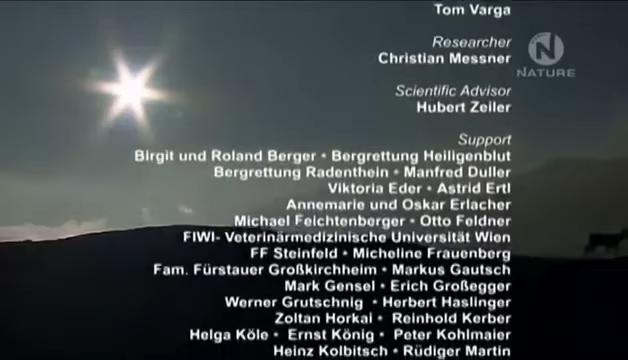 Tom Varga
Researcher
Christian Messner
N
NATURE
Scientific Advisor
Hubert Zeiler
Support
Birgit und Roland Berger • Bergrettung Heiligenblut
Bergrettung Radenthein • Manfred Duller
Viktoria Eder • Astrid Ertl
Annemarie und Oskar Erlacher
Michael Feichtenberger • Otto Feldner
FIWI- Veterinärmedizinische Universität Wien
FF Steinfeld • Micheline Frauenberg
Fam. Fürstauer Großkirchheim • Markus Gautsch
Mark Gensel • Erich Großegger
Werner Grutschnig • Herbert Haslinger
Zoltan Horkai • Reinhold Kerber
Helga Köle • Ernst König • Peter Kohlmaier
Heinz Kolbitsch • Rüdiger Martin